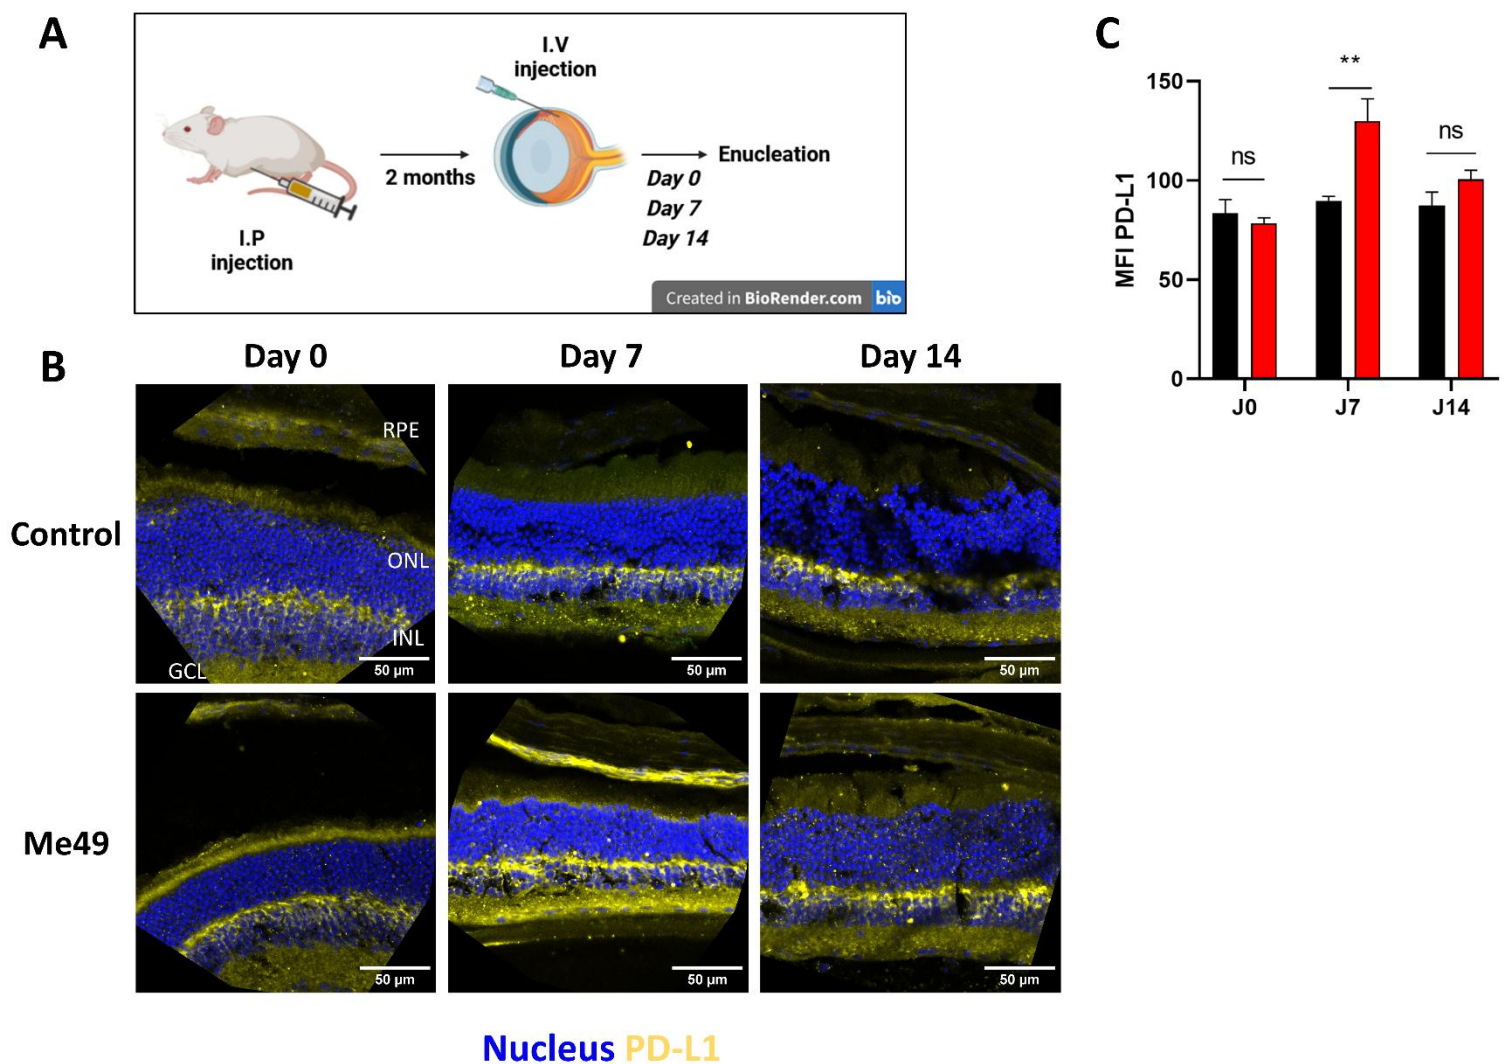 A
I.P
injection
2 months
I.V
injection
Enucleation
Day 0
Day 7
Day 14
Created in BioRender.com bio
B
Day 0
Day 7
Day 14
Control
RPE
ONL
INL
GCL
50 µm
50 µm
50 µm
Me49
50 µm
50 µm
50 µm
Nucleus PD-L1
C
MFI PD-L1
150
100
50
0
ns
**
ns
J0
J7
J14